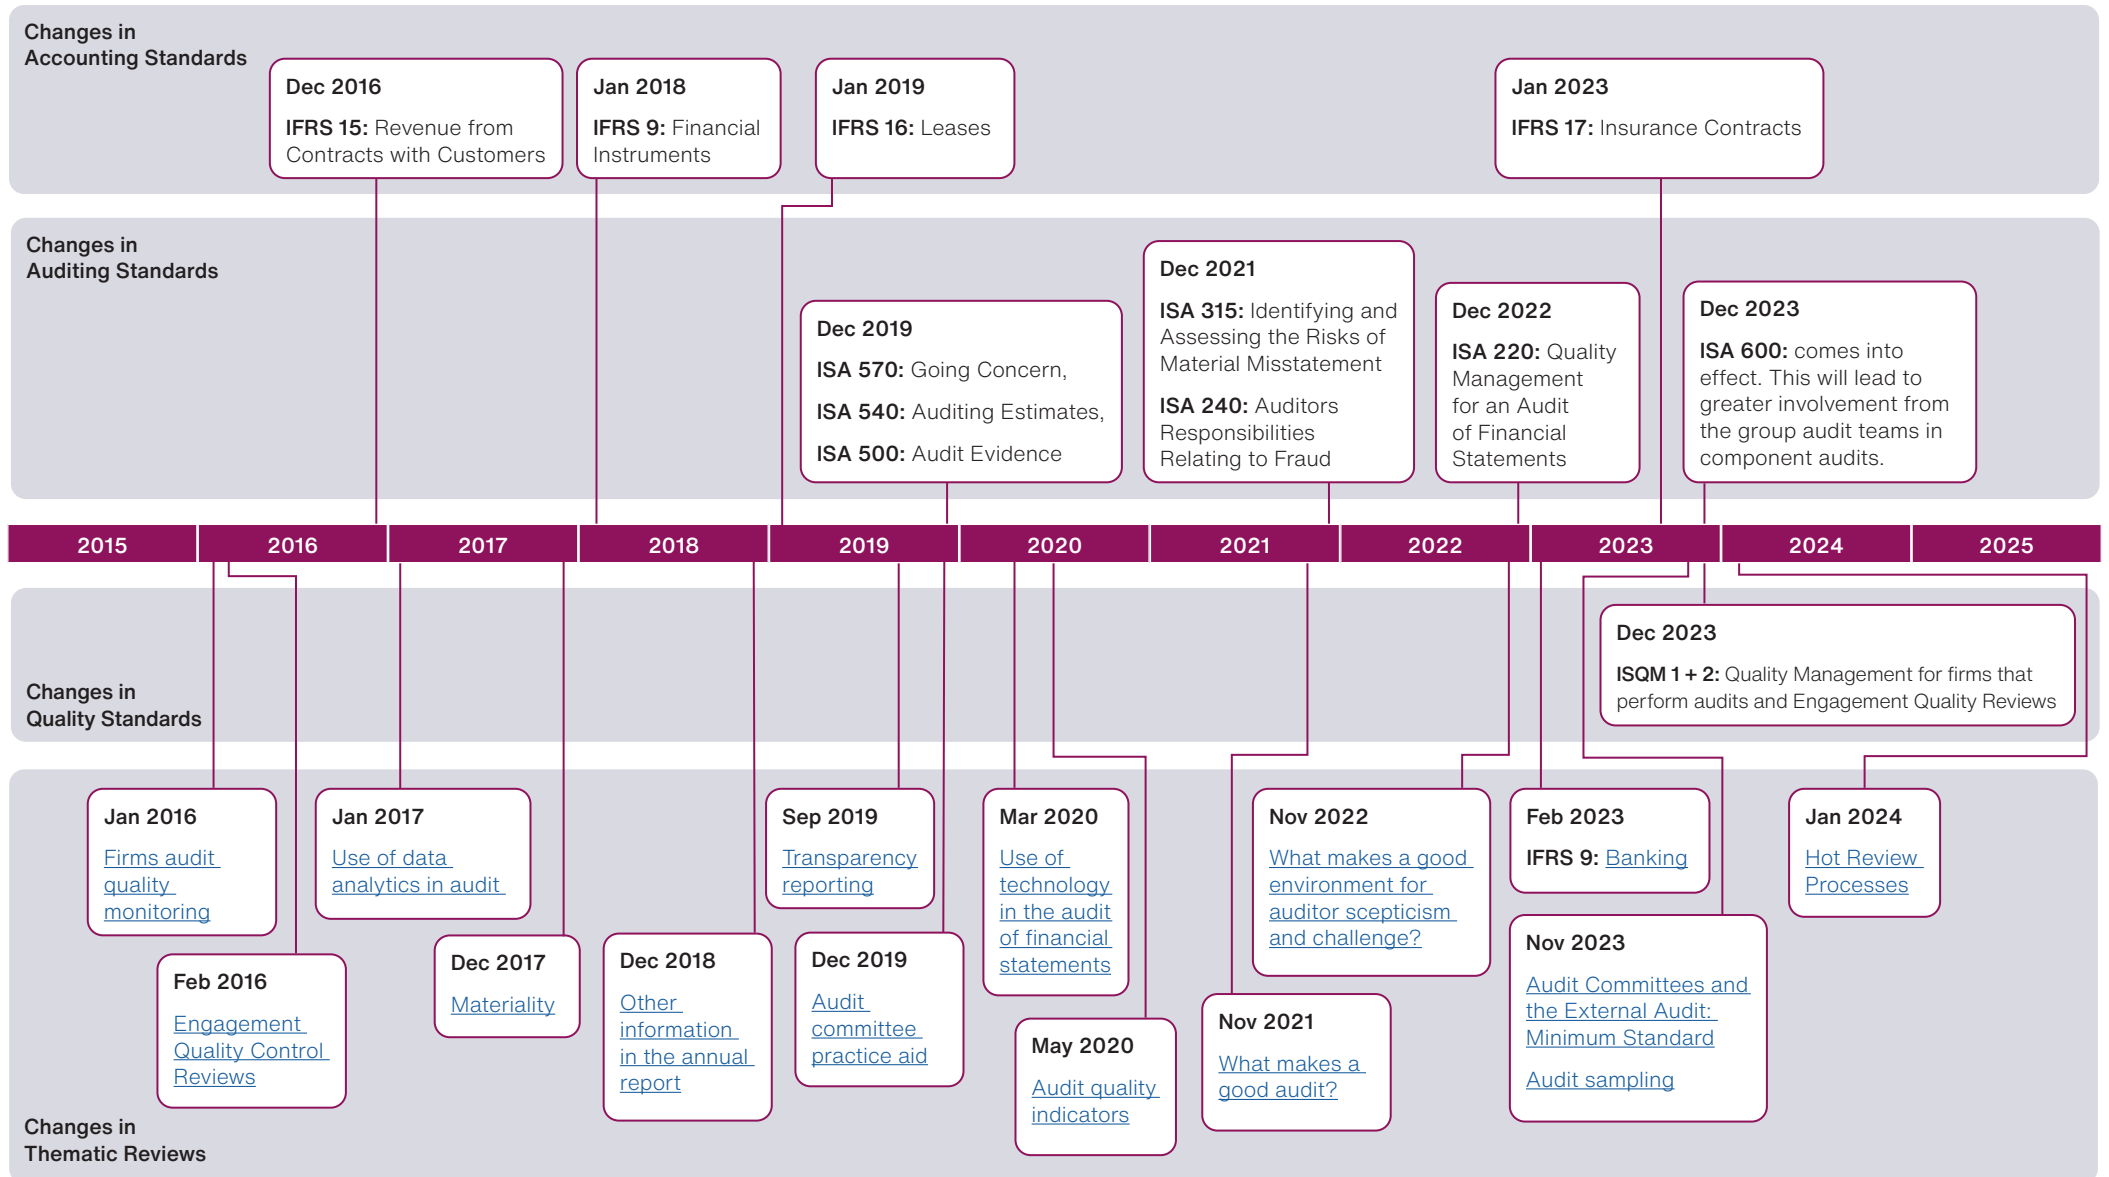 Changes in
Accounting Standards
Dec 2016
IFRS 15: Revenue from
Contracts with Customers
Jan 2018
IFRS 9: Financial
Instruments
Jan 2019
IFRS 16: Leases
Jan 2023
IFRS 17: Insurance Contracts
Changes in
Auditing Standards
Dec 2019
ISA 570: Going Concern,
ISA 540: Auditing Estimates,
ISA 500: Audit Evidence
Dec 2021
ISA 315: Identifying and
Assessing the Risks of
Material Misstatement
ISA 240: Auditors
Responsibilities
Relating to Fraud
Dec 2022
ISA 220: Quality
Management
for an Audit
of Financial
Statements
Dec 2023
ISA 600: comes into
effect. This will lead to
greater involvement from
the group audit teams in
component audits.
2015 2016 2017 2018 2019 2020 2021 2022 2023 2024 2025
Changes in
Quality Standards
Dec 2023
ISQM 1 + 2: Quality Management for firms that
perform audits and Engagement Quality Reviews
Jan 2016
Firms audit
quality
monitoring
Feb 2016
Engagement
Quality Control
Reviews
Jan 2017
Use of data
analytics in audit
Dec 2017
Materiality
Dec 2018
Other
information
in the annual
report
Sep 2019
Transparency
reporting
Dec 2019
Audit
committee
practice aid
Mar 2020
Use of
technology
in the audit
of financial
statements
May 2020
Audit quality
indicators
Nov 2021
What makes a
good audit?
Nov 2022
What makes a good
environment for
auditor scepticism
and challenge?
Feb 2023
IFRS 9: Banking
Nov 2023
Audit Committees and
the External Audit:
Minimum Standard
Audit sampling
Jan 2024
Hot Review
Processes
Changes in
Thematic Reviews